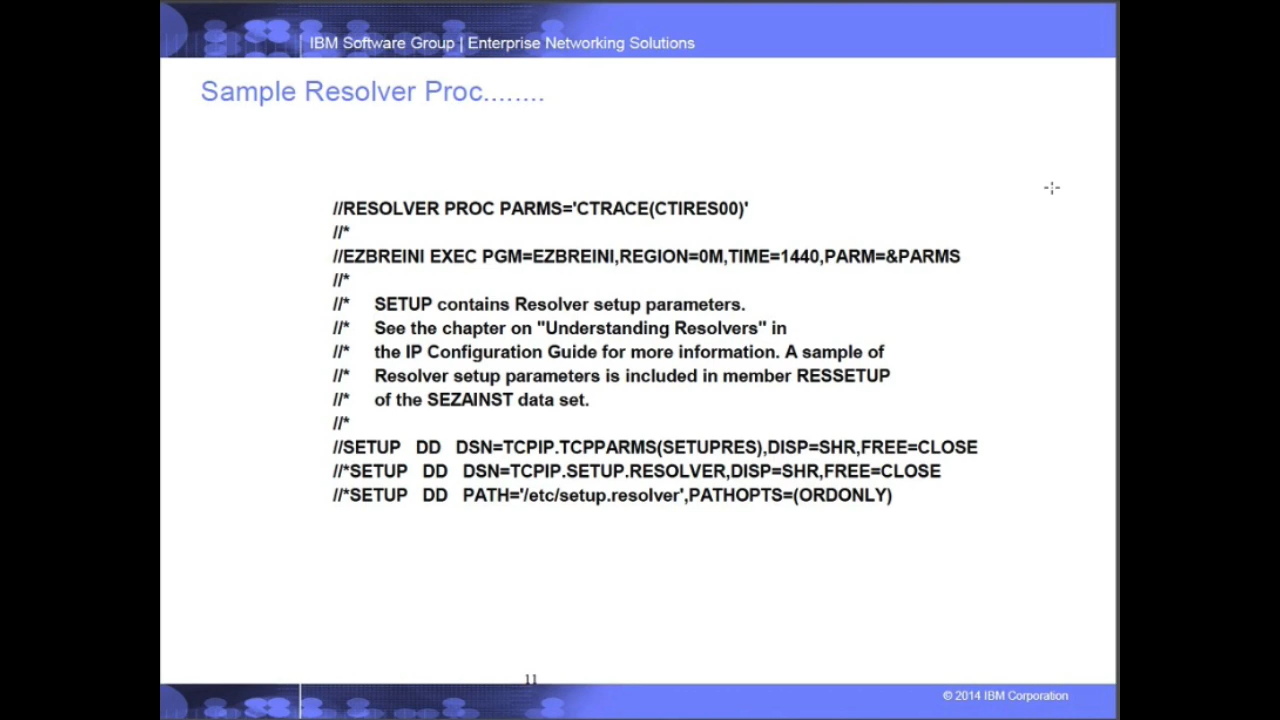 IBM Software Group | Enterprise Networking Solutions
Sample Resolver Proc........
//RESOLVER PROC PARMS='CTRACE(CTIRES00)'
//*
//EZBREINI EXEC PGM=EZBREINI,REGION=0M,TIME=1440,PARM=&PARMS
//*
//* SETUP contains Resolver setup parameters.
//* See the chapter on "Understanding Resolvers" in
//* the IP Configuration Guide for more information. A sample of
//* Resolver setup parameters is included in member RESSETUP
//* of the SEZAINST data set.
//*
//SETUP DD DSN=TCPIP.TCPPARMS(SETUPRES),DISP=SHR,FREE=CLOSE
//*SETUP DD DSN=TCPIP.SETUP.RESOLVER,DISP=SHR,FREE=CLOSE
//*SETUP DD PATH='/etc/setup.resolver',PATHOPTS=(ORDONLY)
11
© 2014 IBM Corporation